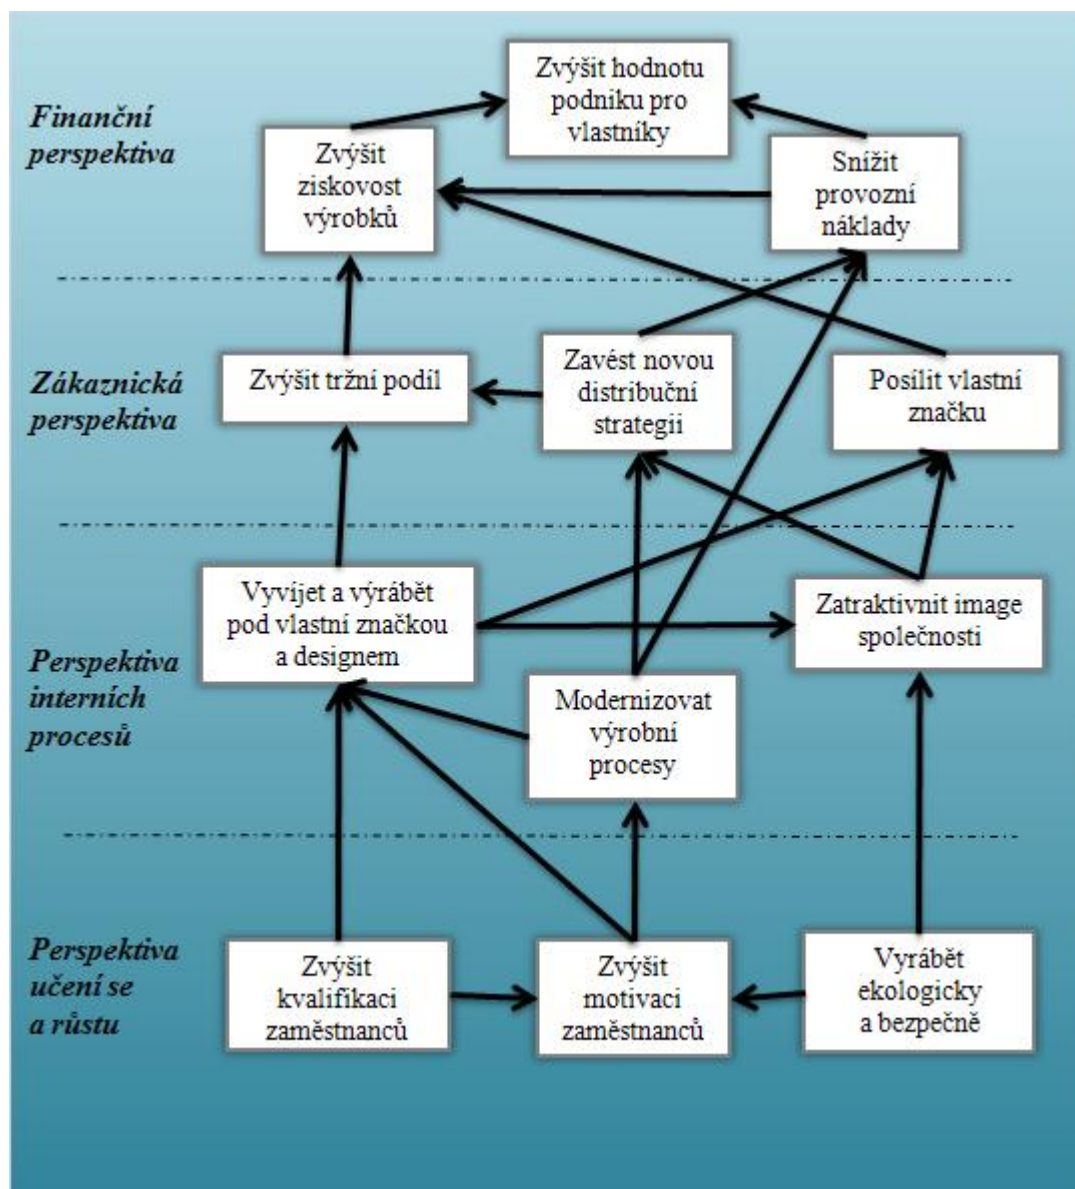 Finanční
perspektiva
Zvýšit hodnotu
podniku pro
vlastníky
Zvýšit
ziskovost
výrobků
Snížit
provozní
náklady
Zákaznická
perspektiva
Zvýšit tržní podíl
Zavést novou
distribuční
strategii
Posílit vlastní
značku
Perspektiva
interních
procesů
Vyvíjet a výrábět
pod vlastní značkou
a designem
Modernizovat
výrobní
procesy
Zatraktivnit image
společnosti
Perspektiva
učení se
a růstu
Zvýšit
kvalifikaci
zaměstnanců
Zvýšit
motivaci
zaměstnanců
Vyrábět
ekologicky
a bezpečně